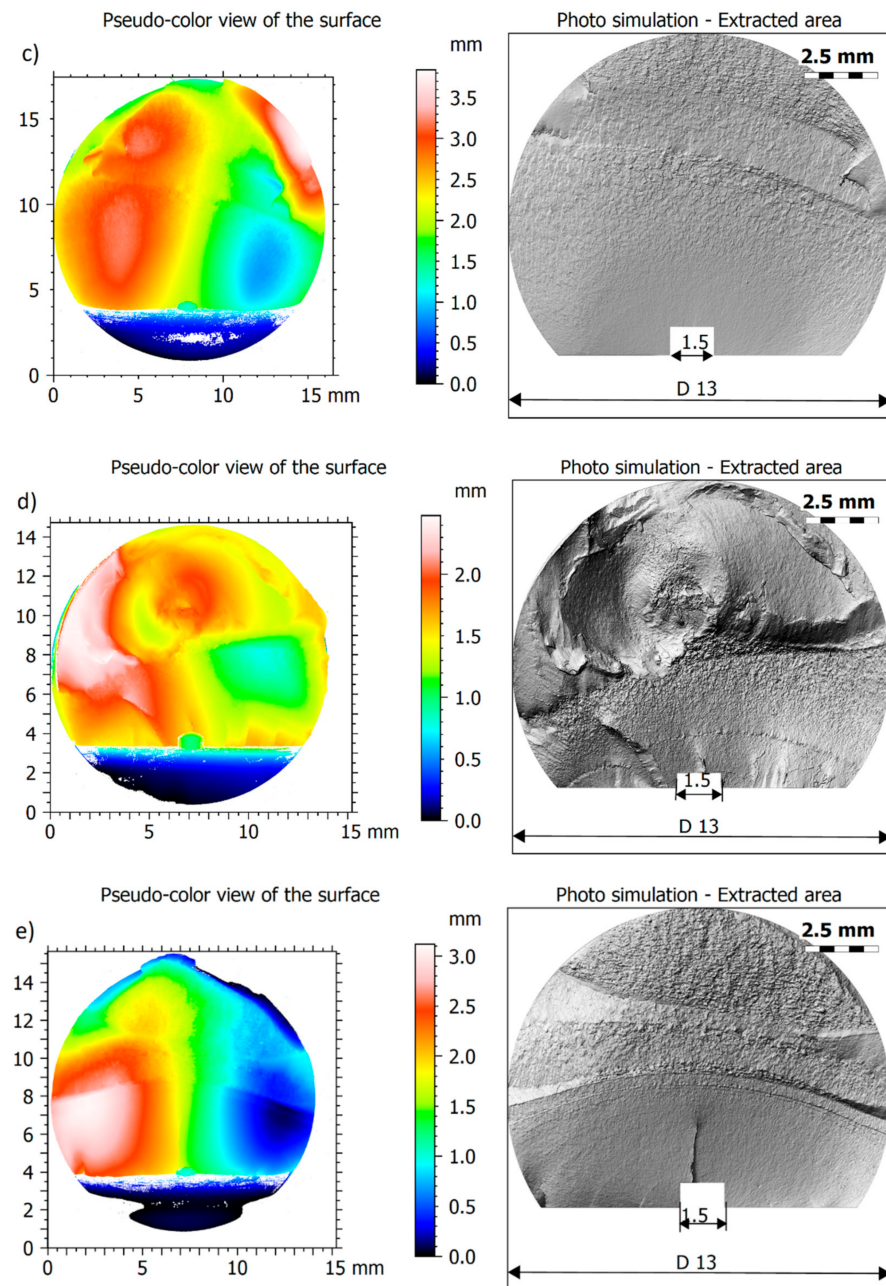 Pseudo-color view of the surface
Photo simulation - Extracted area
c)
mm
2.5 mm
15
10
5
0
0 5 10 15 mm
3.5
3.0
2.5
2.0
1.5
1.0
0.5
0.0
1.5
D 13
Pseudo-color view of the surface
Photo simulation - Extracted area
d)
mm
2.5 mm
14
12
10
8
6
4
2
0
0 5 10 15 mm
2.0
1.5
1.0
0.5
0.0
1.5
D 13
Pseudo-color view of the surface
Photo simulation - Extracted area
e)
mm
2.5 mm
14
12
10
8
6
4
2
0
0 2 4 6 8 10 12 14 mm
3.0
2.5
2.0
1.5
1.0
0.5
0.0
1.5
D 13